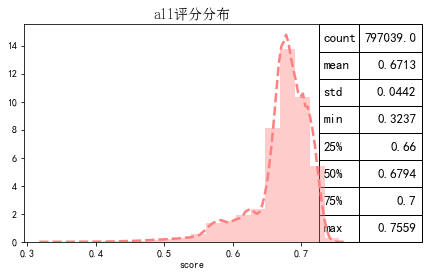 all评分分布
count 797039.0
mean 0.6713
std 0.0442
min 0.3237
25% 0.66
50% 0.6794
75% 0.7
max 0.7559
14
12
10
8
6
4
2
0
0.3 0.4 0.5 0.6 0.7
score